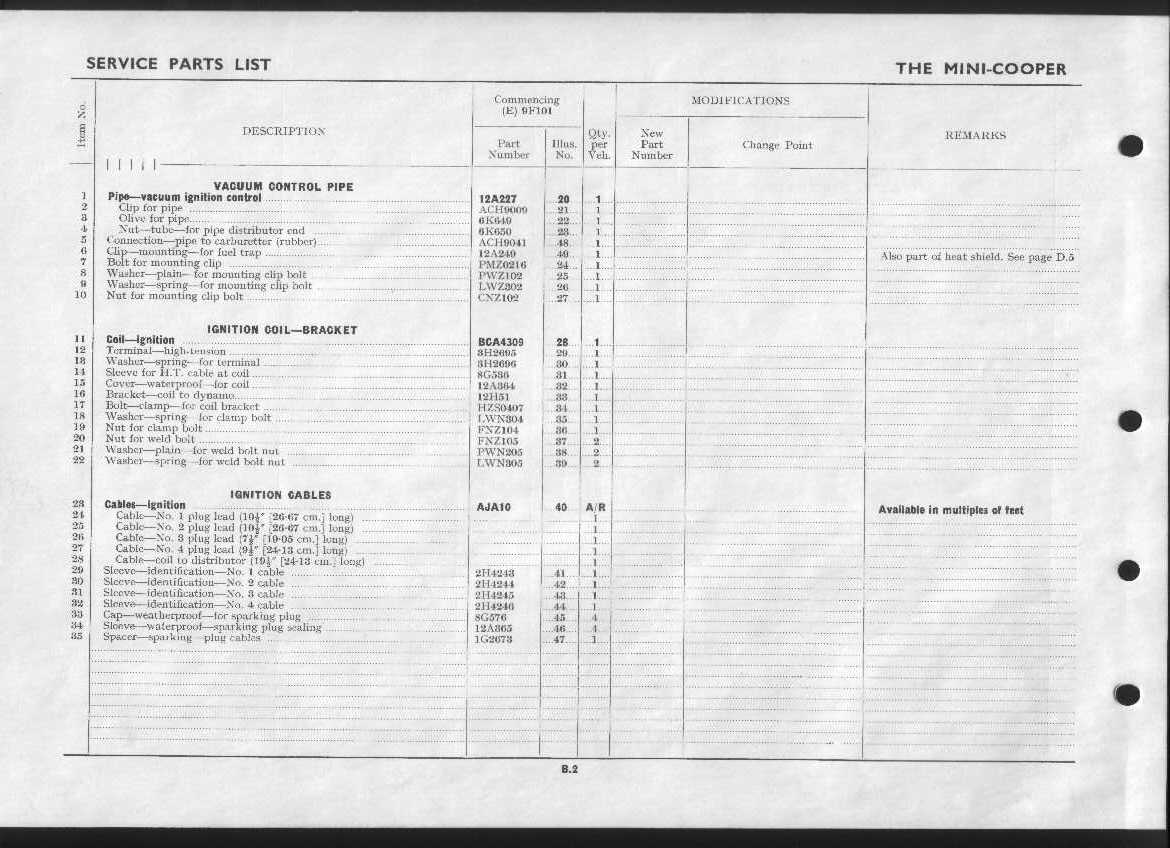 SERVICE PARTS LIST
THE MINI-COOPER
Item No.
DESCRIPTION
Commencing
(E) 9F101
Part
Number
Illus.
No.
Qty.
per
Veh.
MODIFICATIONS
New
Part
Number
Change Point
REMARKS
VACUUM CONTROL PIPE
1 Pipe—vacuum ignition control 12A227 20 1
2 Clip for pipe ACH9009 21 1
3 Olive for pipe 6K649 22 1
4 Nut—tube—for pipe distributor end 6K650 23 1
5 Connection—pipe to carburetter (rubber) ACH9041 48 1
6 Clip—mounting—for fuel trap 12A249 49 1 Also part of heat shield. See page D.5
7 Bolt for mounting clip PMZ0216 24 1
8 Washer—plain—for mounting clip bolt PWZ102 25 1
9 Washer—spring—for mounting clip bolt LWZ302 26 1
10 Nut for mounting clip bolt CNZ102 27 1
IGNITION COIL—BRACKET
11 Coil—ignition BCA4309 28 1
12 Terminal—high-tension 3H2695 29 1
13 Washer—spring—for terminal 3H2696 30 1
14 Sleeve for H.T. cable at coil 8G536 31 1
15 Cover—waterproof—for coil 12A364 32 1
16 Bracket—coil to dynamo 12H51 33 1
17 Bolt—clamp—for coil bracket HZS0407 34 1
18 Washer—spring—for clamp bolt LWN304 35 1
19 Nut for clamp bolt FNZ104 36 1
20 Nut for weld bolt FNZ105 37 2
21 Washer—plain—for weld bolt nut PWN205 38 2
22 Washer—spring—for weld bolt nut LWN305 39 2
IGNITION CABLES
23 Cables—ignition AJA10 40 A/R Available in multiples of feet
24 Cable—No. 1 plug lead (10½″ [26·67 cm.] long) 1
25 Cable—No. 2 plug lead (10½″ [26·67 cm.] long) 1
26 Cable—No. 3 plug lead (7½″ [19·05 cm.] long) 1
27 Cable—No. 4 plug lead (9½″ [24·13 cm.] long) 1
28 Cable—coil to distributor (19½″ [24·13 cm.] long) 1
29 Sleeve—identification—No. 1 cable 2H4243 41 1
30 Sleeve—identification—No. 2 cable 2H4244 42 1
31 Sleeve—identification—No. 3 cable 2H4245 43 1
32 Sleeve—identification—No. 4 cable 2H4246 44 1
33 Cap—weatherproof—for sparking plug 8G576 45 4
34 Sleeve—waterproof—sparking plug sealing 12A365 46 4
35 Spacer—sparking—plug cables 1G2673 47 1
B.2